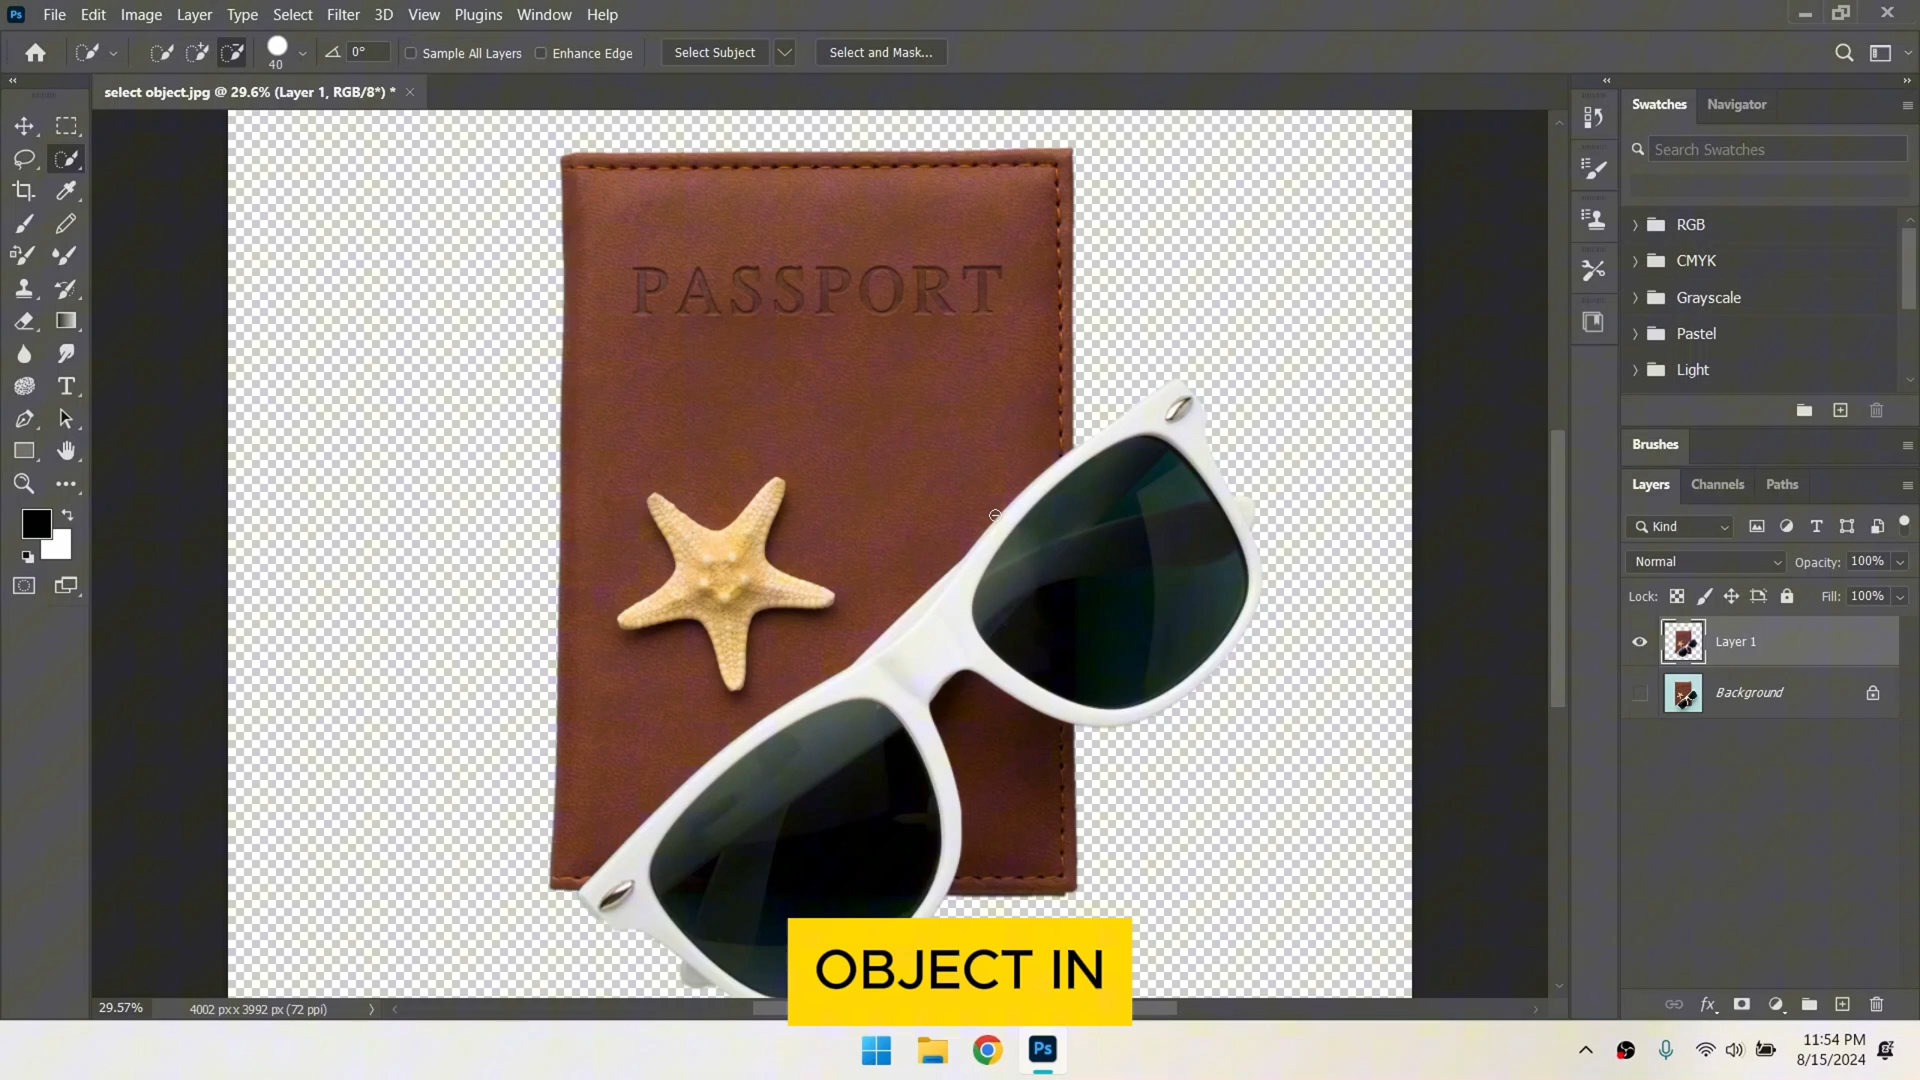 Ps File Edit Image Layer Type Select Filter 3D View Plugins Window Help
40 0° Sample All Layers Enhance Edge Select Subject Select and Mask...
select object.jpg @ 29.6% (Layer 1, RGB/8*) *
Swatches Navigator
Search Swatches
RGB
CMYK
Grayscale
Pastel
Light
PASSPORT
Brushes
Layers Channels Paths
Kind
Normal Opacity: 100%
Lock: Fill: 100%
Layer 1
Background
OBJECT IN
29.57% 4002 px x 3992 px (72 ppi)
fx
Ps
11:54 PM
8/15/2024